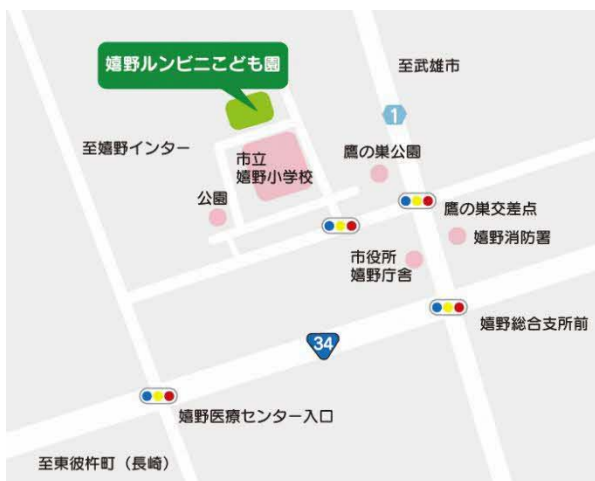 嬉野ルンビニこども園
至武雄市
1
至嬉野インター
市立
嬉野小学校
鷹の巣公園
公園
鷹の巣交差点
嬉野消防署
市役所
嬉野庁舎
嬉野総合支所前
34
嬉野医療センター入口
至東彼杵町（長崎）